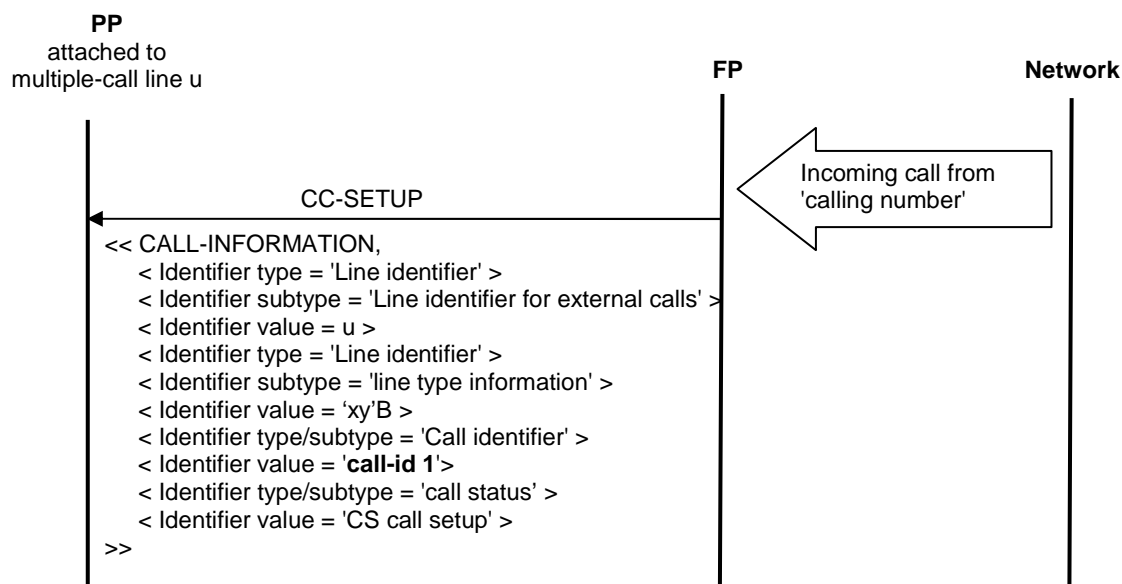 PP
attached to
multiple-call line u
FP
Network
Incoming call from
'calling number'
CC-SETUP
<< CALL-INFORMATION,
< Identifier type = 'Line identifier' >
< Identifier subtype = 'Line identifier for external calls' >
< Identifier value = u >
< Identifier type = 'Line identifier' >
< Identifier subtype = 'line type information' >
< Identifier value = ‘xy’B >
< Identifier type/subtype = 'Call identifier' >
< Identifier value = 'call-id 1'>
< Identifier type/subtype = 'call status’ >
< Identifier value = 'CS call setup' >
>>